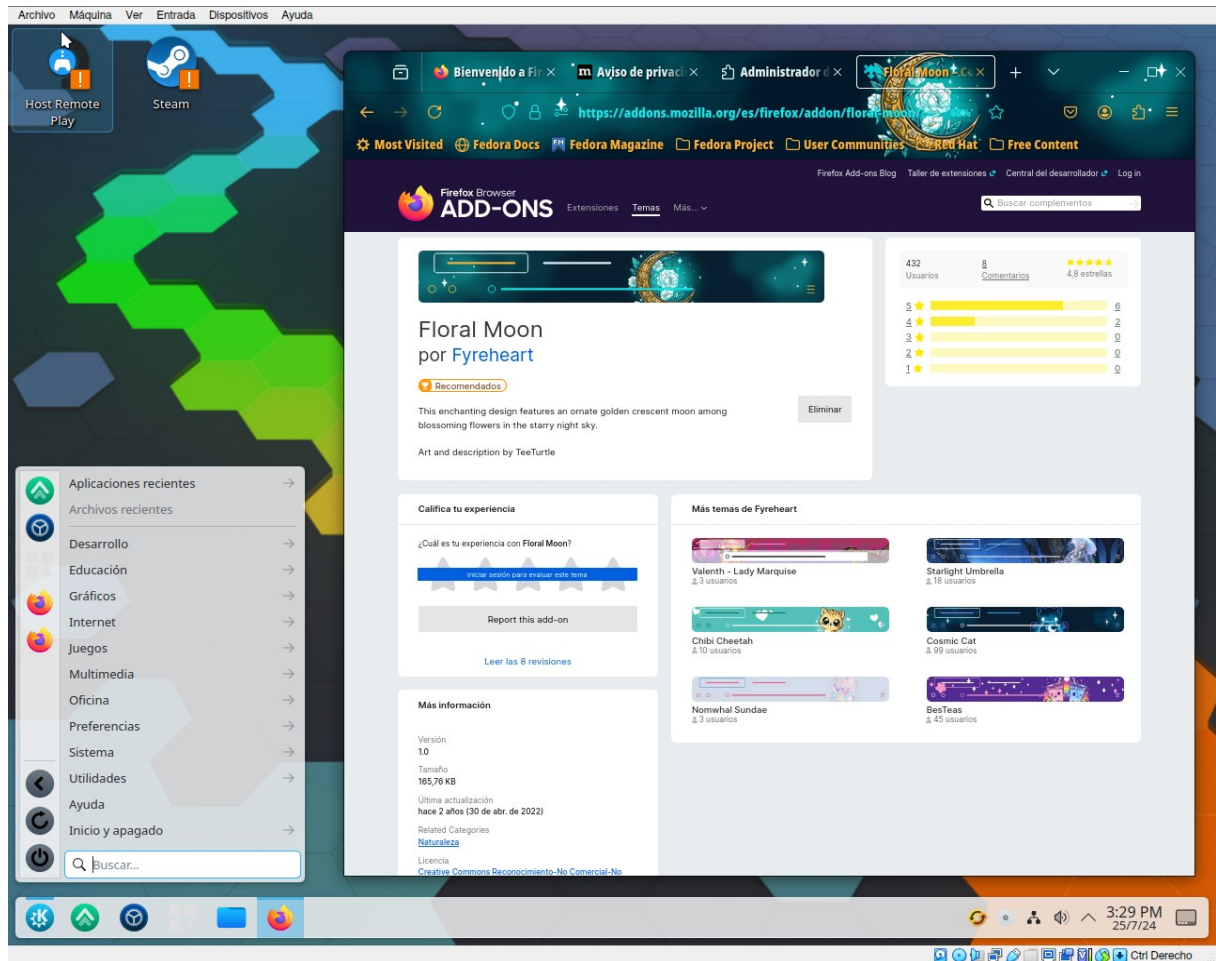 Archivo Máquina Ver Entrada Dispositivos Ayuda
Host Remote
Play
Steam
Bienvenido a Fir
m Aviso de privaci
Administrador d
Floral Moon
https://addons.mozilla.org/es/firefox/addon/floral-moon/
Most Visited Fedora Docs FM Fedora Magazine Fedora Project User Communities Red Hat Free Content
Firefox Add-ons Blog Taller de extensiones Central del desarrollador Log in
Firefox Browser
ADD-ONS Extensiones Temas Más...
Buscar complementos
Floral Moon
por Fyreheart
Recomendados
This enchanting design features an ornate golden crescent moon among
blossoming flowers in the starry night sky.
Art and description by TeeTurtle
Eliminar
432 8
Usuarios Comentarios 4,8 estrellas
5 6
4 2
3 0
2 0
1 0
Califica tu experiencia
¿Cuál es tu experiencia con Floral Moon?
Iniciar sesión para evaluar este tema
Report this add-on
Leer las 8 revisiones
Más temas de Fyreheart
Valenth - Lady Marquise
3 usuarios
Starlight Umbrella
18 usuarios
Chibi Cheetah
10 usuarios
Cosmic Cat
99 usuarios
Nomwhal Sundae
3 usuarios
BesTeas
45 usuarios
Más información
Versión
1.0
Tamaño
165,76 KB
Última actualización
hace 2 años (30 de abr. de 2022)
Related Categories
Naturaleza
Licencia
Creative Commons Reconocimiento-No Comercial-No
Aplicaciones recientes
Archivos recientes
Desarrollo
Educación
Gráficos
Internet
Juegos
Multimedia
Oficina
Preferencias
Sistema
Utilidades
Ayuda
Inicio y apagado
Buscar...
3:29 PM
25/7/24
Ctrl Derecho